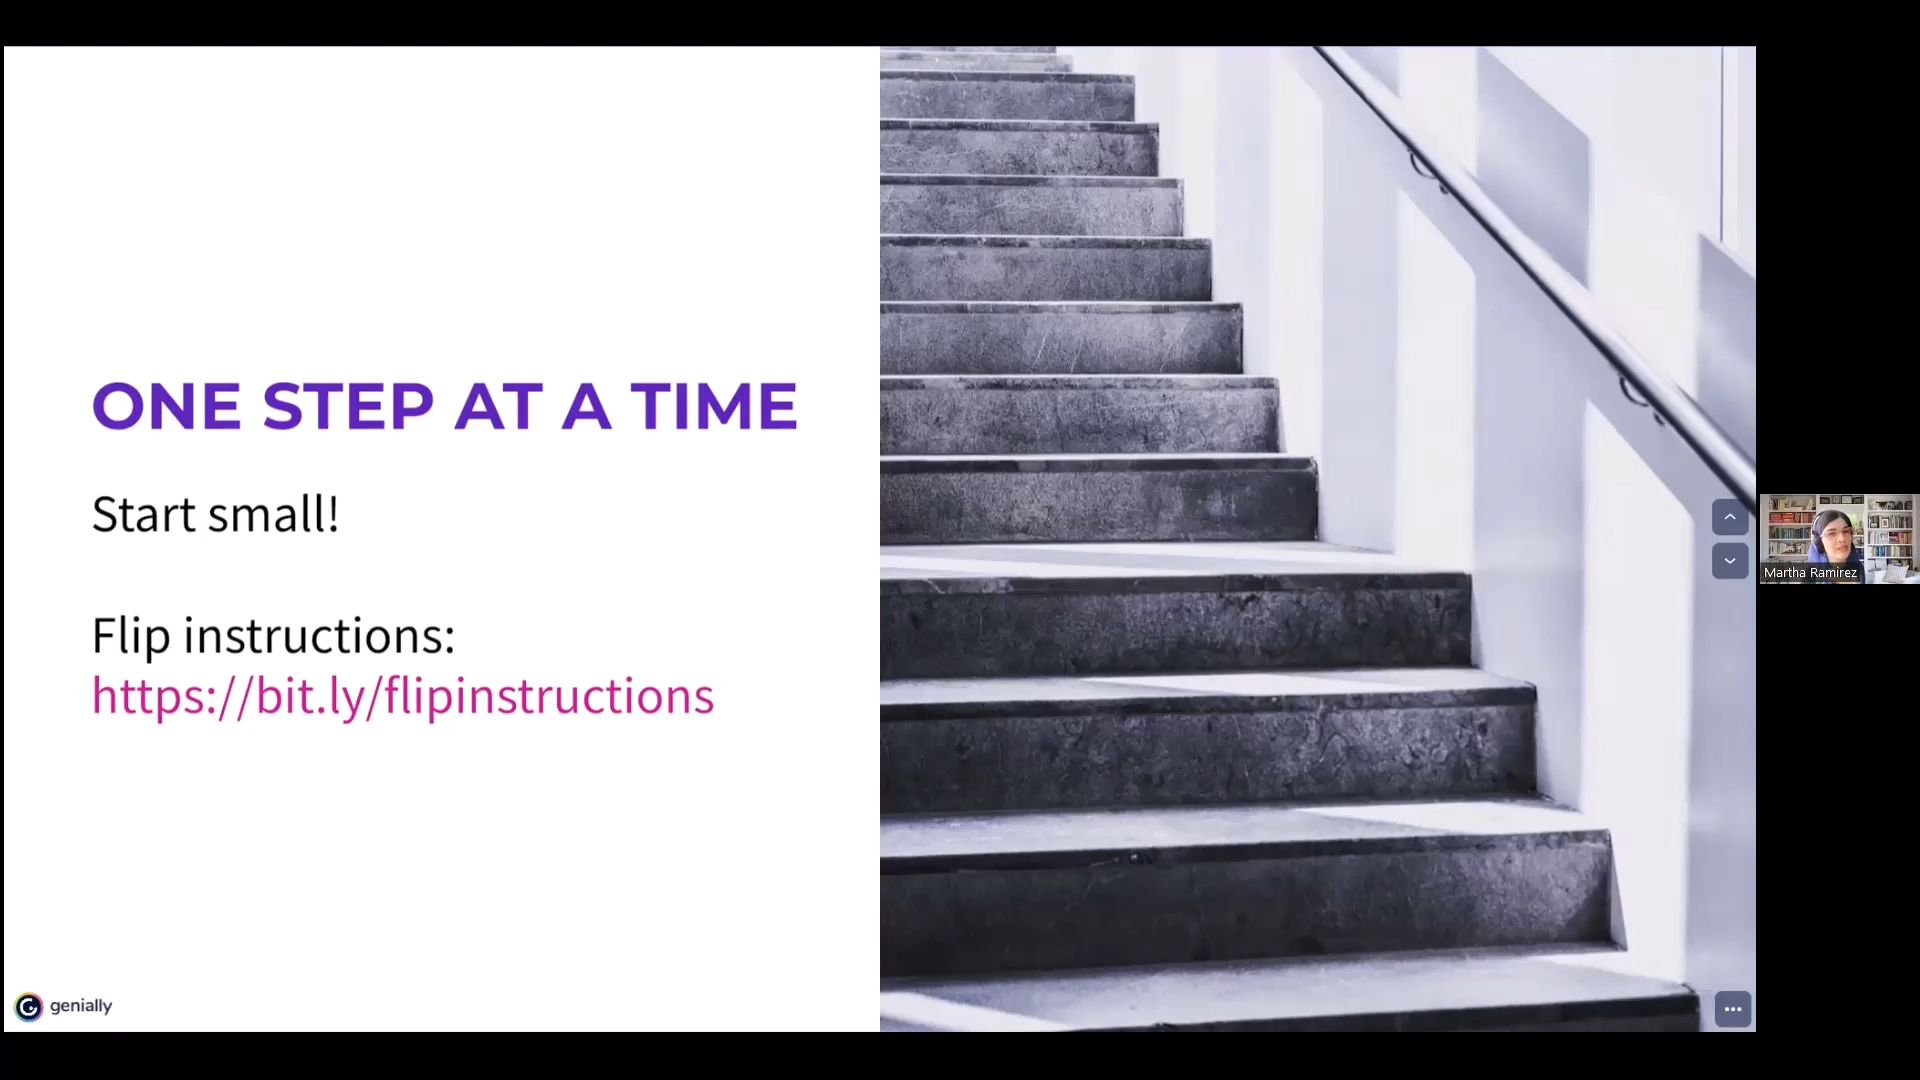 ONE STEP AT A TIME
Start small!
Flip instructions:
https://bit.ly/flipinstructions
Martha Ramirez
genially